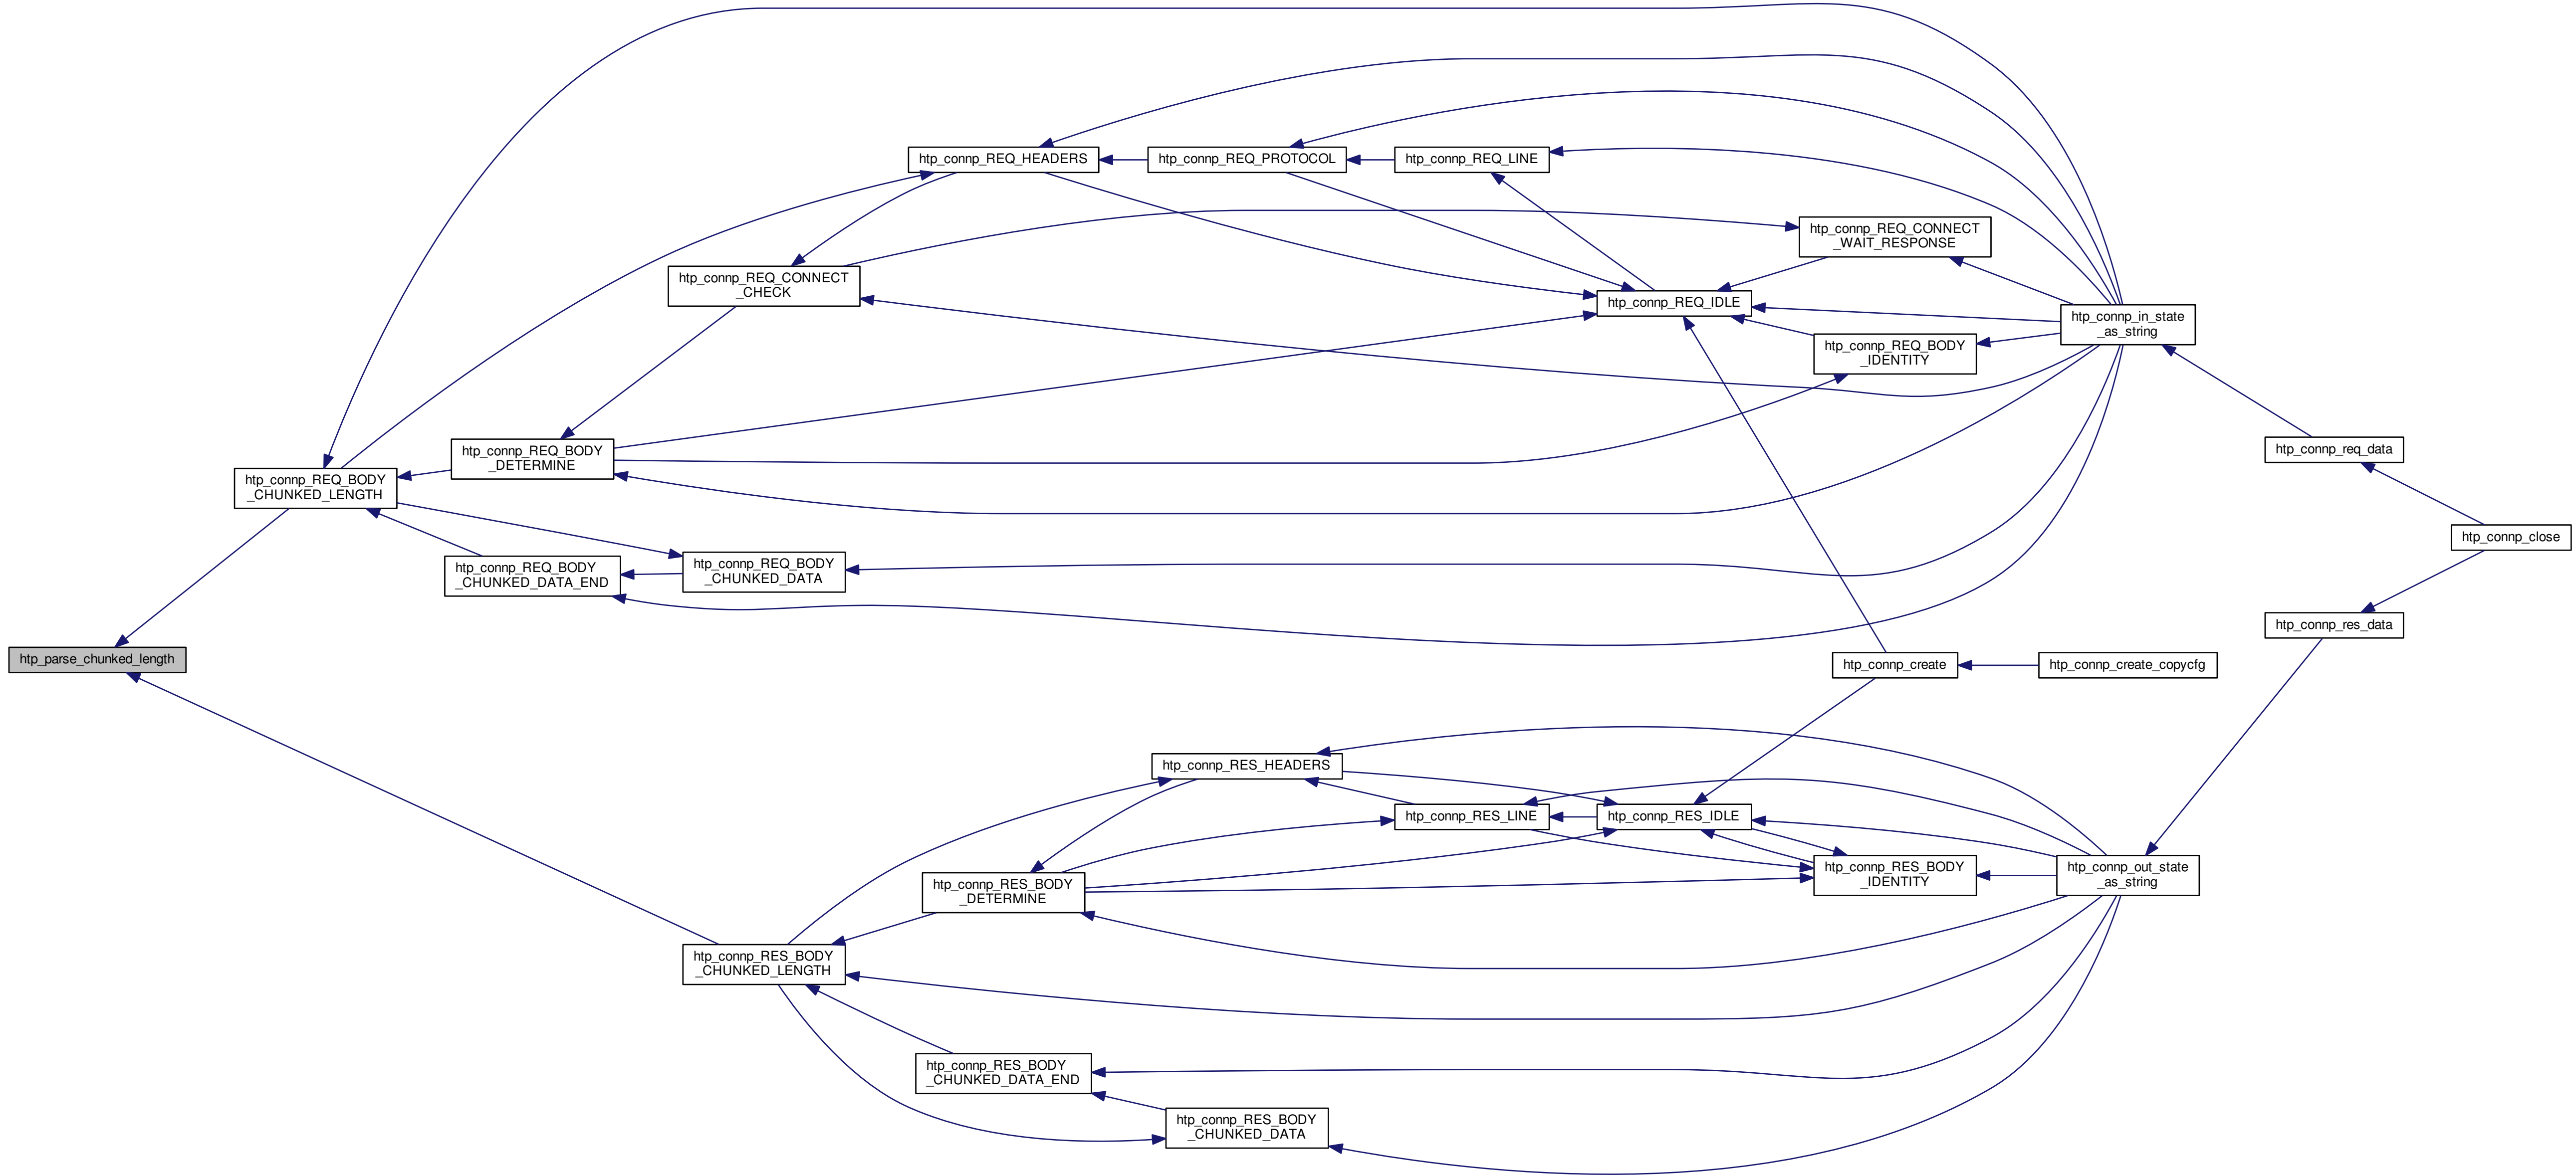 htp_connp_REQ_HEADERS
htp_connp_REQ_PROTOCOL
htp_connp_REQ_LINE
htp_connp_REQ_CONNECT
_WAIT_RESPONSE
htp_connp_REQ_CONNECT
_CHECK
htp_connp_REQ_IDLE
htp_connp_in_state
_as_string
htp_connp_REQ_BODY
_IDENTITY
htp_connp_REQ_BODY
_DETERMINE
htp_connp_req_data
htp_connp_REQ_BODY
_CHUNKED_LENGTH
htp_connp_close
htp_connp_REQ_BODY
_CHUNKED_DATA_END
htp_connp_REQ_BODY
_CHUNKED_DATA
htp_connp_res_data
htp_parse_chunked_length
htp_connp_create
htp_connp_create_copycfg
htp_connp_RES_HEADERS
htp_connp_RES_LINE
htp_connp_RES_IDLE
htp_connp_RES_BODY
_DETERMINE
htp_connp_RES_BODY
_IDENTITY
htp_connp_out_state
_as_string
htp_connp_RES_BODY
_CHUNKED_LENGTH
htp_connp_RES_BODY
_CHUNKED_DATA_END
htp_connp_RES_BODY
_CHUNKED_DATA